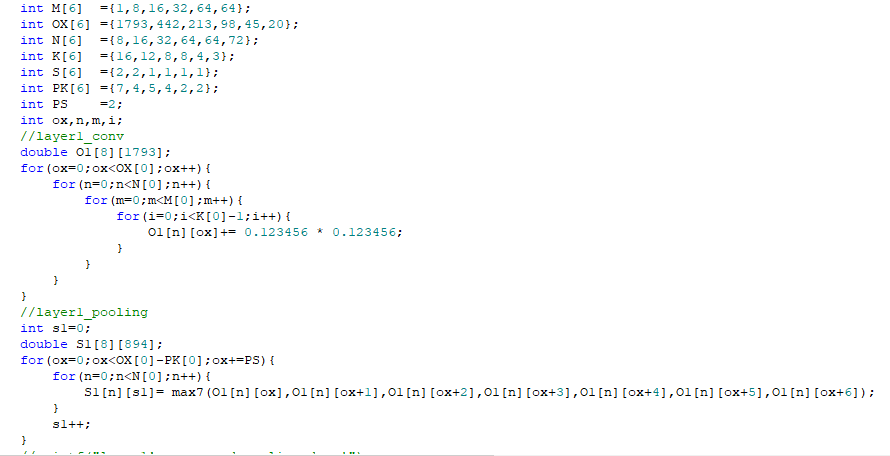 int M[6] ={1,8,16,32,64,64};
int OX[6] ={1793,442,213,98,45,20};
int N[6] ={8,16,32,64,64,72};
int K[6] ={16,12,8,8,4,3};
int S[6] ={2,2,1,1,1,1};
int PK[6] ={7,4,5,4,2,2};
int PS =2;
int ox,n,m,i;
//layer1_conv
double O1[8][1793];
for(ox=0;ox<OX[0];ox++){
for(n=0;n<N[0];n++){
for(m=0;m<M[0];m++){
for(i=0;i<K[0]-1;i++){
O1[n][ox]+= 0.123456 * 0.123456;
}
}
}
}
//layer1_pooling
int s1=0;
double S1[8][894];
for(ox=0;ox<OX[0]-PK[0];ox+=PS){
for(n=0;n<N[0];n++){
S1[n][s1]= max7(O1[n][ox],O1[n][ox+1],O1[n][ox+2],O1[n][ox+3],O1[n][ox+4],O1[n][ox+5],O1[n][ox+6]);
}
s1++;
}